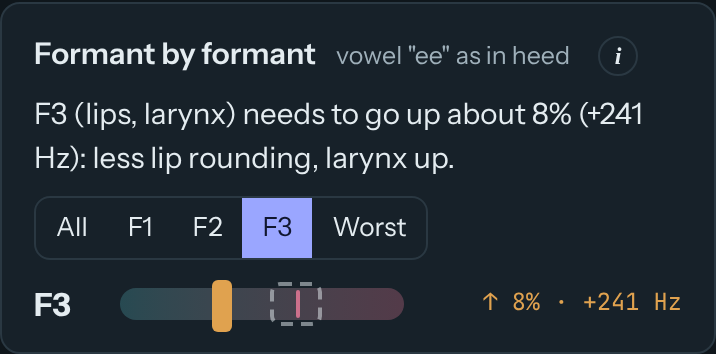 Formant by formant vowel "ee" as in heed i
F3 (lips, larynx) needs to go up about 8% (+241
Hz): less lip rounding, larynx up.
All F1 F2 F3 Worst
F3 ↑ 8% · +241 Hz